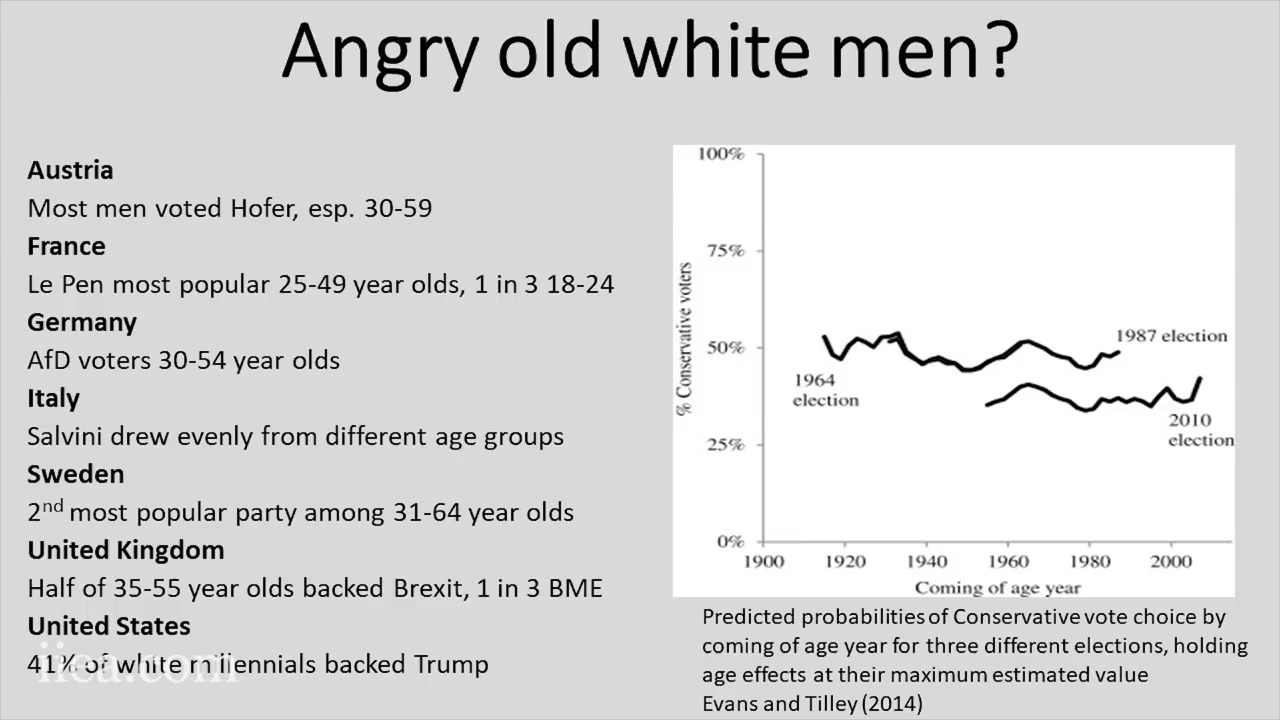 Angry old white men?
Austria
Most men voted Hofer, esp. 30-59
France
Le Pen most popular 25-49 year olds, 1 in 3 18-24
Germany
AfD voters 30-54 year olds
Italy
Salvini drew evenly from different age groups
Sweden
2nd most popular party among 31-64 year olds
United Kingdom
Half of 35-55 year olds backed Brexit, 1 in 3 BME
United States
41% of white millennials backed Trump
iiea.com
100%
75%
50%
25%
0%
% Conservative voters
1987 election
1964
election
2010
election
1900 1920 1940 1960 1980 2000
Coming of age year
Predicted probabilities of Conservative vote choice by
coming of age year for three different elections, holding
age effects at their maximum estimated value
Evans and Tilley (2014)